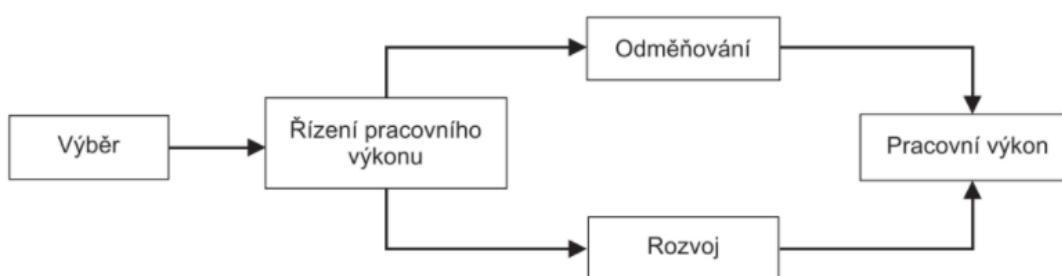 Výběr
Řízení pracovního
výkonu
Odměňování
Rozvoj
Pracovní výkon